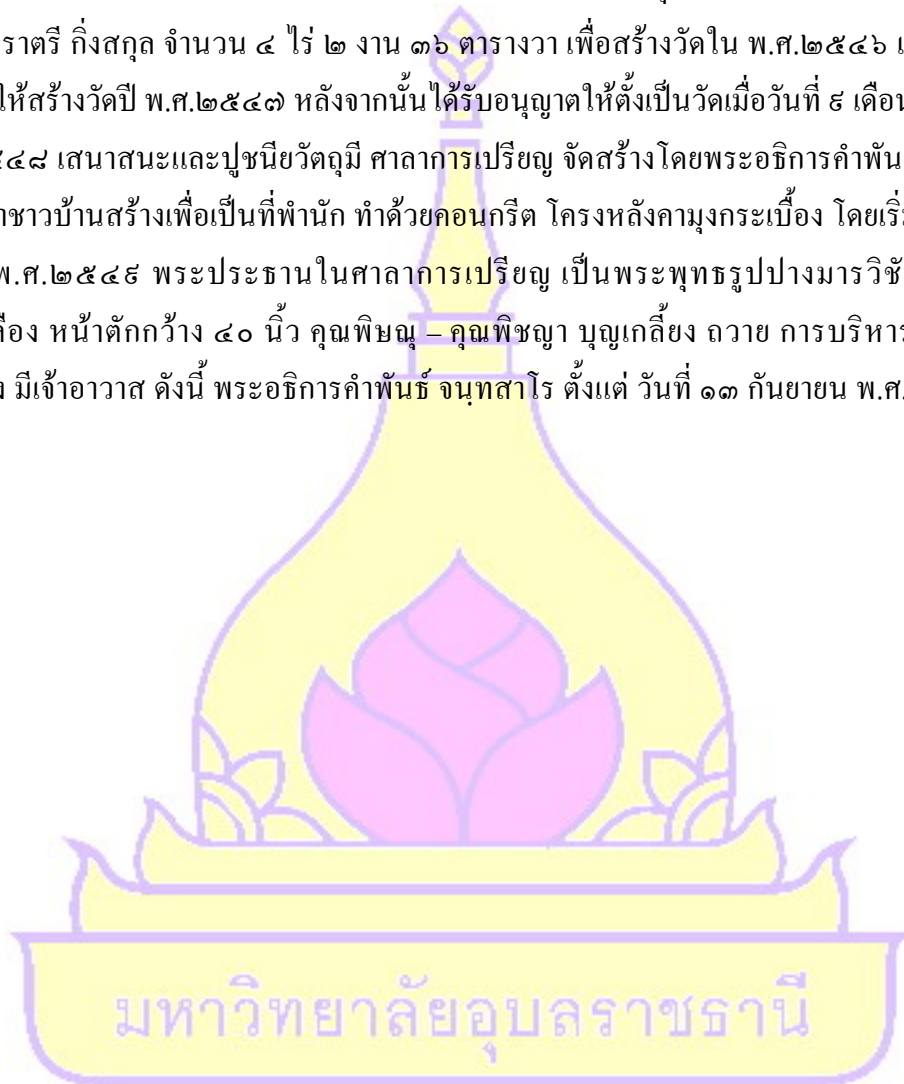 ราตรี กิ่งสกุล จำนวน ๔ ไร่ ๒ งาน ๓๖ ตารางวา เพื่อสร้างวัดใน พ.ศ.๒๕๔๖
ให้สร้างวัดปี พ.ศ.๒๕๔๗ หลังจากนั้นได้รับอนุญาตให้ตั้งเป็นวัดเมื่อวันที่ ๙ เดือน
๔๘ เสนาสนะและปูชนียวัตถุมี ศาลาการเปรียญ จัดสร้างโดยพระอธิการคำพัน
ชาวบ้านสร้างเพื่อเป็นที่พำนัก ทำด้วยคอนกรีต โครงหลังคามุงกระเบื้อง โดยเริ่
พ.ศ.๒๕๔๙ พระประธานในศาลาการเปรียญ เป็นพระพุทธรูปปางมารวิชั
หน้าตักกว้าง ๔๐ นิ้ว คุณพิษณุ – คุณพิชญา บุญเกลี้ยง ถวาย การบริหาร
มีเจ้าอาวาส ดังนี้ พระอธิการคำพันธ์ จนฺทสาโร ตั้งแต่ วันที่ ๑๓ กันยายน พ.ศ.
มหาวิทยาลัยอุบลราชธานี